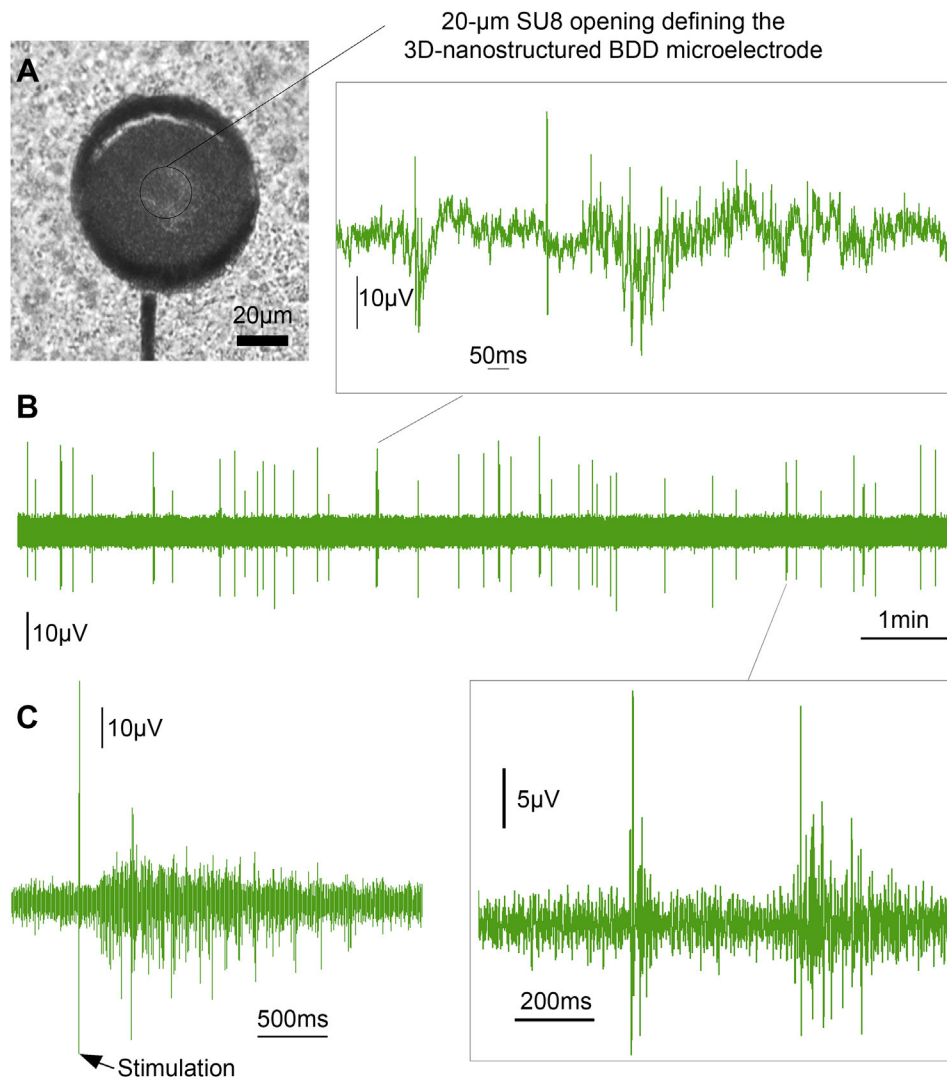 20-µm SU8 opening defining the
3D-nanostructured BDD microelectrode
A
20µm
10µV
50ms
B
10µV
1min
C
10µV
500ms
Stimulation
5µV
200ms